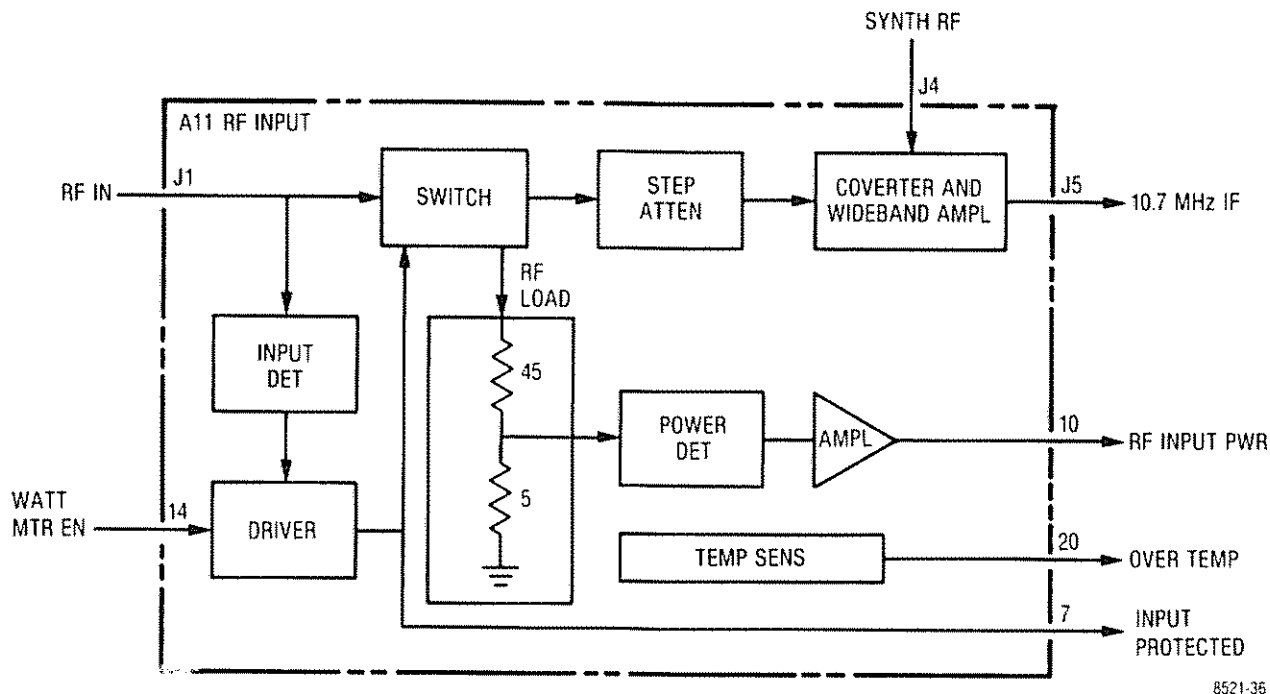 SYNTH RF
J4
A11 RF INPUT
RF IN
J1
SWITCH
STEP
ATTEN
COVERTER AND
WIDEBAND AMPL
J5
10.7 MHz IF
RF
LOAD
INPUT
DET
45
5
POWER
DET
AMPL
10
RF INPUT PWR
WATT
MTR EN
14
DRIVER
TEMP SENS
20
OVER TEMP
7
INPUT
PROTECTED
8521-36